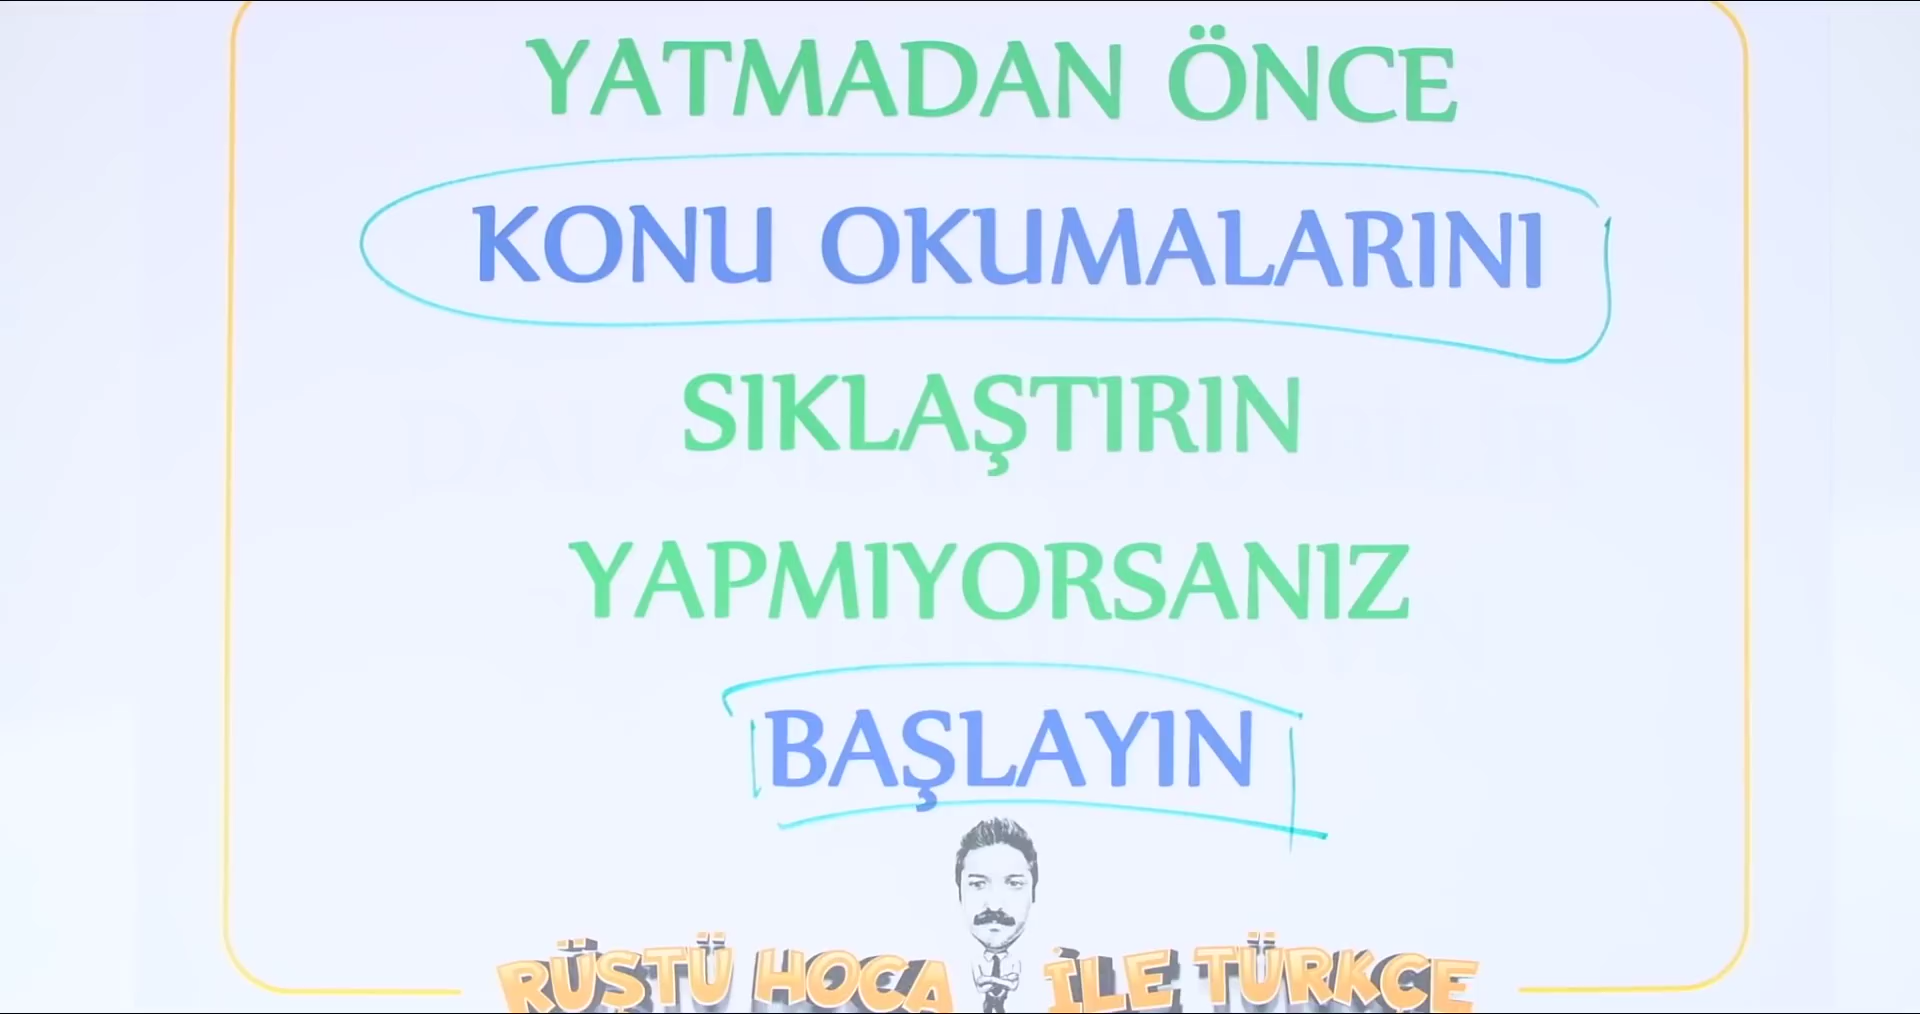 YATMADAN ÖNCE
KONU OKUMALARINI
SIKLAŞTIRIN
YAPMIYORSANIZ
BAŞLAYIN
RÜŞTÜ HOCA İLE TÜRKÇE